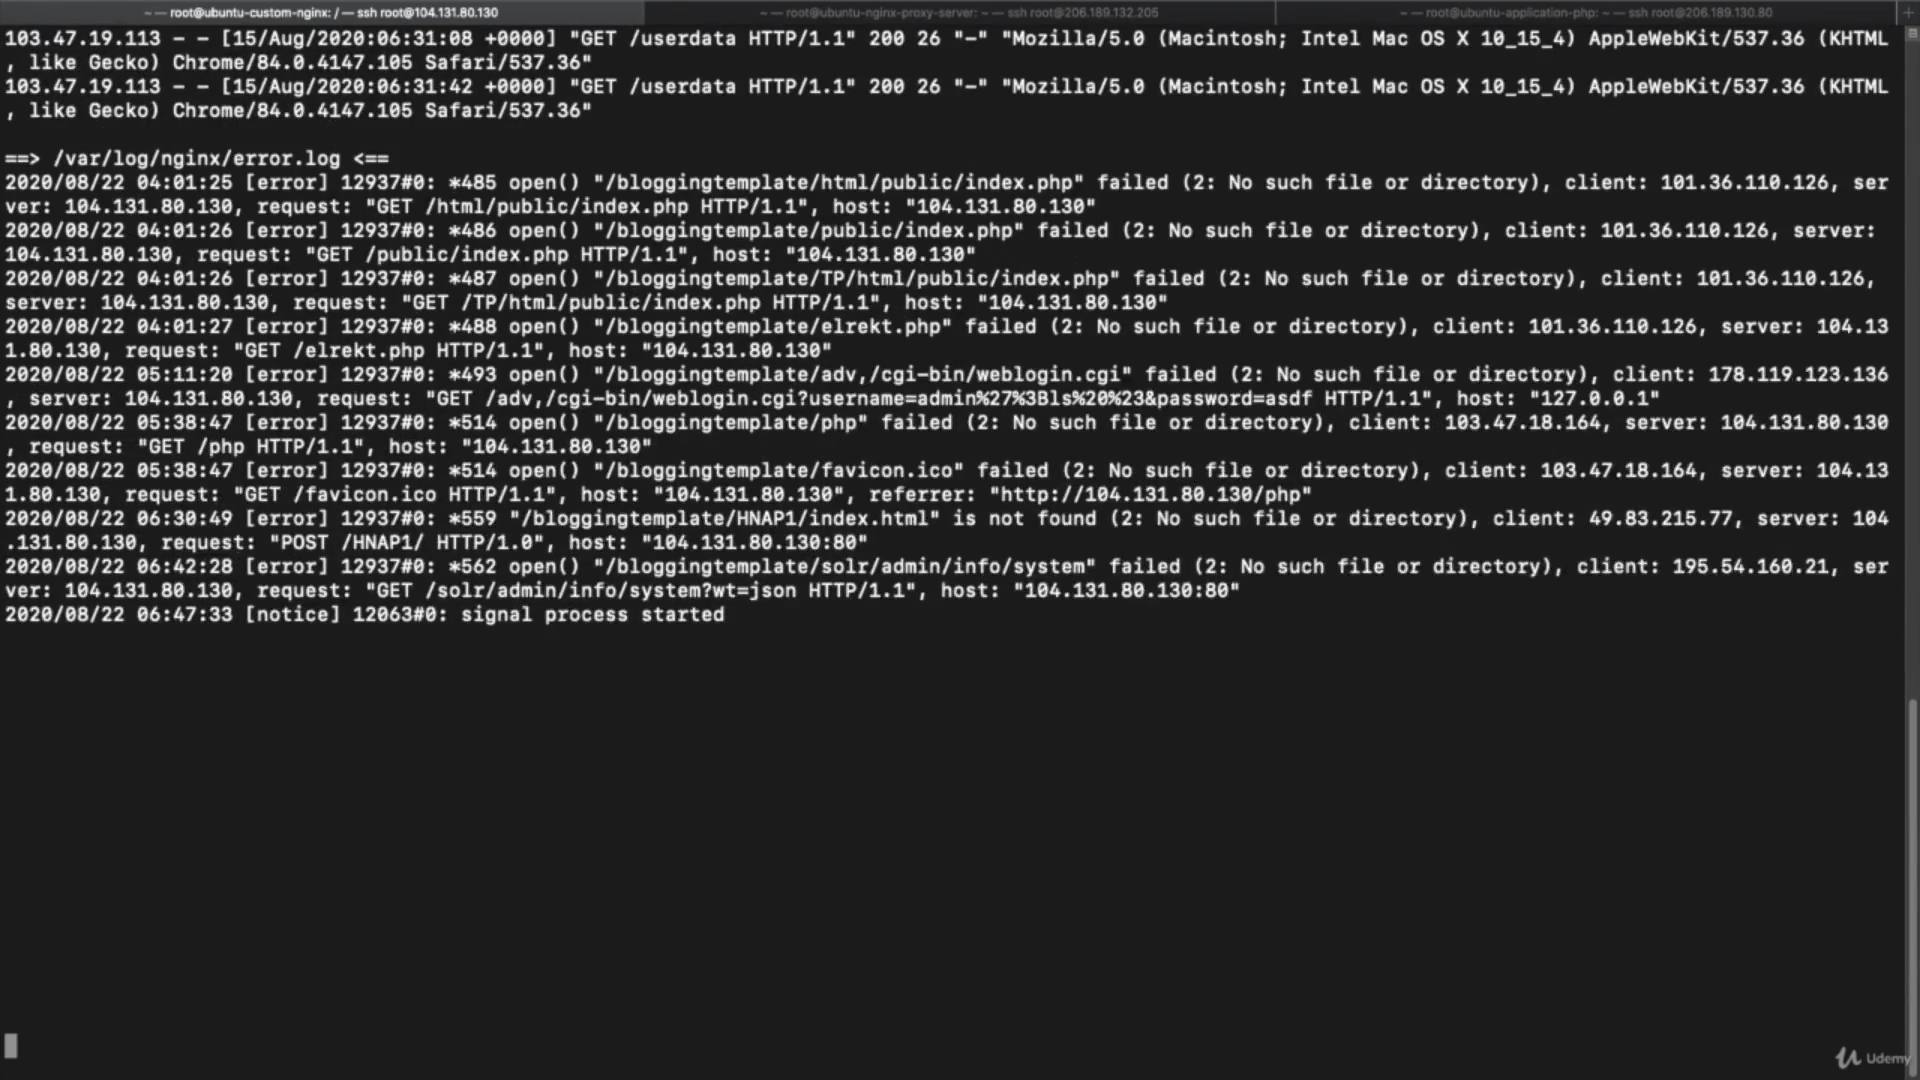 ~ — root@ubuntu-custom-nginx: / — ssh root@104.131.80.130
~ — root@ubuntu-nginx-proxy-server: ~ — ssh root@206.189.132.205
~ — root@ubuntu-application-php: ~ — ssh root@206.189.130.80
103.47.19.113 - - [15/Aug/2020:06:31:08 +0000] "GET /userdata HTTP/1.1" 200 26 "-" "Mozilla/5.0 (Macintosh; Intel Mac OS X 10_15_4) AppleWebKit/537.36 (KHTML
, like Gecko) Chrome/84.0.4147.105 Safari/537.36"
103.47.19.113 - - [15/Aug/2020:06:31:42 +0000] "GET /userdata HTTP/1.1" 200 26 "-" "Mozilla/5.0 (Macintosh; Intel Mac OS X 10_15_4) AppleWebKit/537.36 (KHTML
, like Gecko) Chrome/84.0.4147.105 Safari/537.36"
==> /var/log/nginx/error.log <==
2020/08/22 04:01:25 [error] 12937#0: *485 open() "/bloggingtemplate/html/public/index.php" failed (2: No such file or directory), client: 101.36.110.126, ser
ver: 104.131.80.130, request: "GET /html/public/index.php HTTP/1.1", host: "104.131.80.130"
2020/08/22 04:01:26 [error] 12937#0: *486 open() "/bloggingtemplate/public/index.php" failed (2: No such file or directory), client: 101.36.110.126, server: 
104.131.80.130, request: "GET /public/index.php HTTP/1.1", host: "104.131.80.130"
2020/08/22 04:01:26 [error] 12937#0: *487 open() "/bloggingtemplate/TP/html/public/index.php" failed (2: No such file or directory), client: 101.36.110.126, 
server: 104.131.80.130, request: "GET /TP/html/public/index.php HTTP/1.1", host: "104.131.80.130"
2020/08/22 04:01:27 [error] 12937#0: *488 open() "/bloggingtemplate/elrekt.php" failed (2: No such file or directory), client: 101.36.110.126, server: 104.13
1.80.130, request: "GET /elrekt.php HTTP/1.1", host: "104.131.80.130"
2020/08/22 05:11:20 [error] 12937#0: *493 open() "/bloggingtemplate/adv,/cgi-bin/weblogin.cgi" failed (2: No such file or directory), client: 178.119.123.136
, server: 104.131.80.130, request: "GET /adv,/cgi-bin/weblogin.cgi?username=admin%27%3Bls%20%23&password=asdf HTTP/1.1", host: "127.0.0.1"
2020/08/22 05:38:47 [error] 12937#0: *514 open() "/bloggingtemplate/php" failed (2: No such file or directory), client: 103.47.18.164, server: 104.131.80.130
, request: "GET /php HTTP/1.1", host: "104.131.80.130"
2020/08/22 05:38:47 [error] 12937#0: *514 open() "/bloggingtemplate/favicon.ico" failed (2: No such file or directory), client: 103.47.18.164, server: 104.13
1.80.130, request: "GET /favicon.ico HTTP/1.1", host: "104.131.80.130", referrer: "http://104.131.80.130/php"
2020/08/22 06:30:49 [error] 12937#0: *559 "/bloggingtemplate/HNAP1/index.html" is not found (2: No such file or directory), client: 49.83.215.77, server: 104
.131.80.130, request: "POST /HNAP1/ HTTP/1.0", host: "104.131.80.130:80"
2020/08/22 06:42:28 [error] 12937#0: *562 open() "/bloggingtemplate/solr/admin/info/system" failed (2: No such file or directory), client: 195.54.160.21, ser
ver: 104.131.80.130, request: "GET /solr/admin/info/system?wt=json HTTP/1.1", host: "104.131.80.130:80"
2020/08/22 06:47:33 [notice] 12063#0: signal process started
Udemy